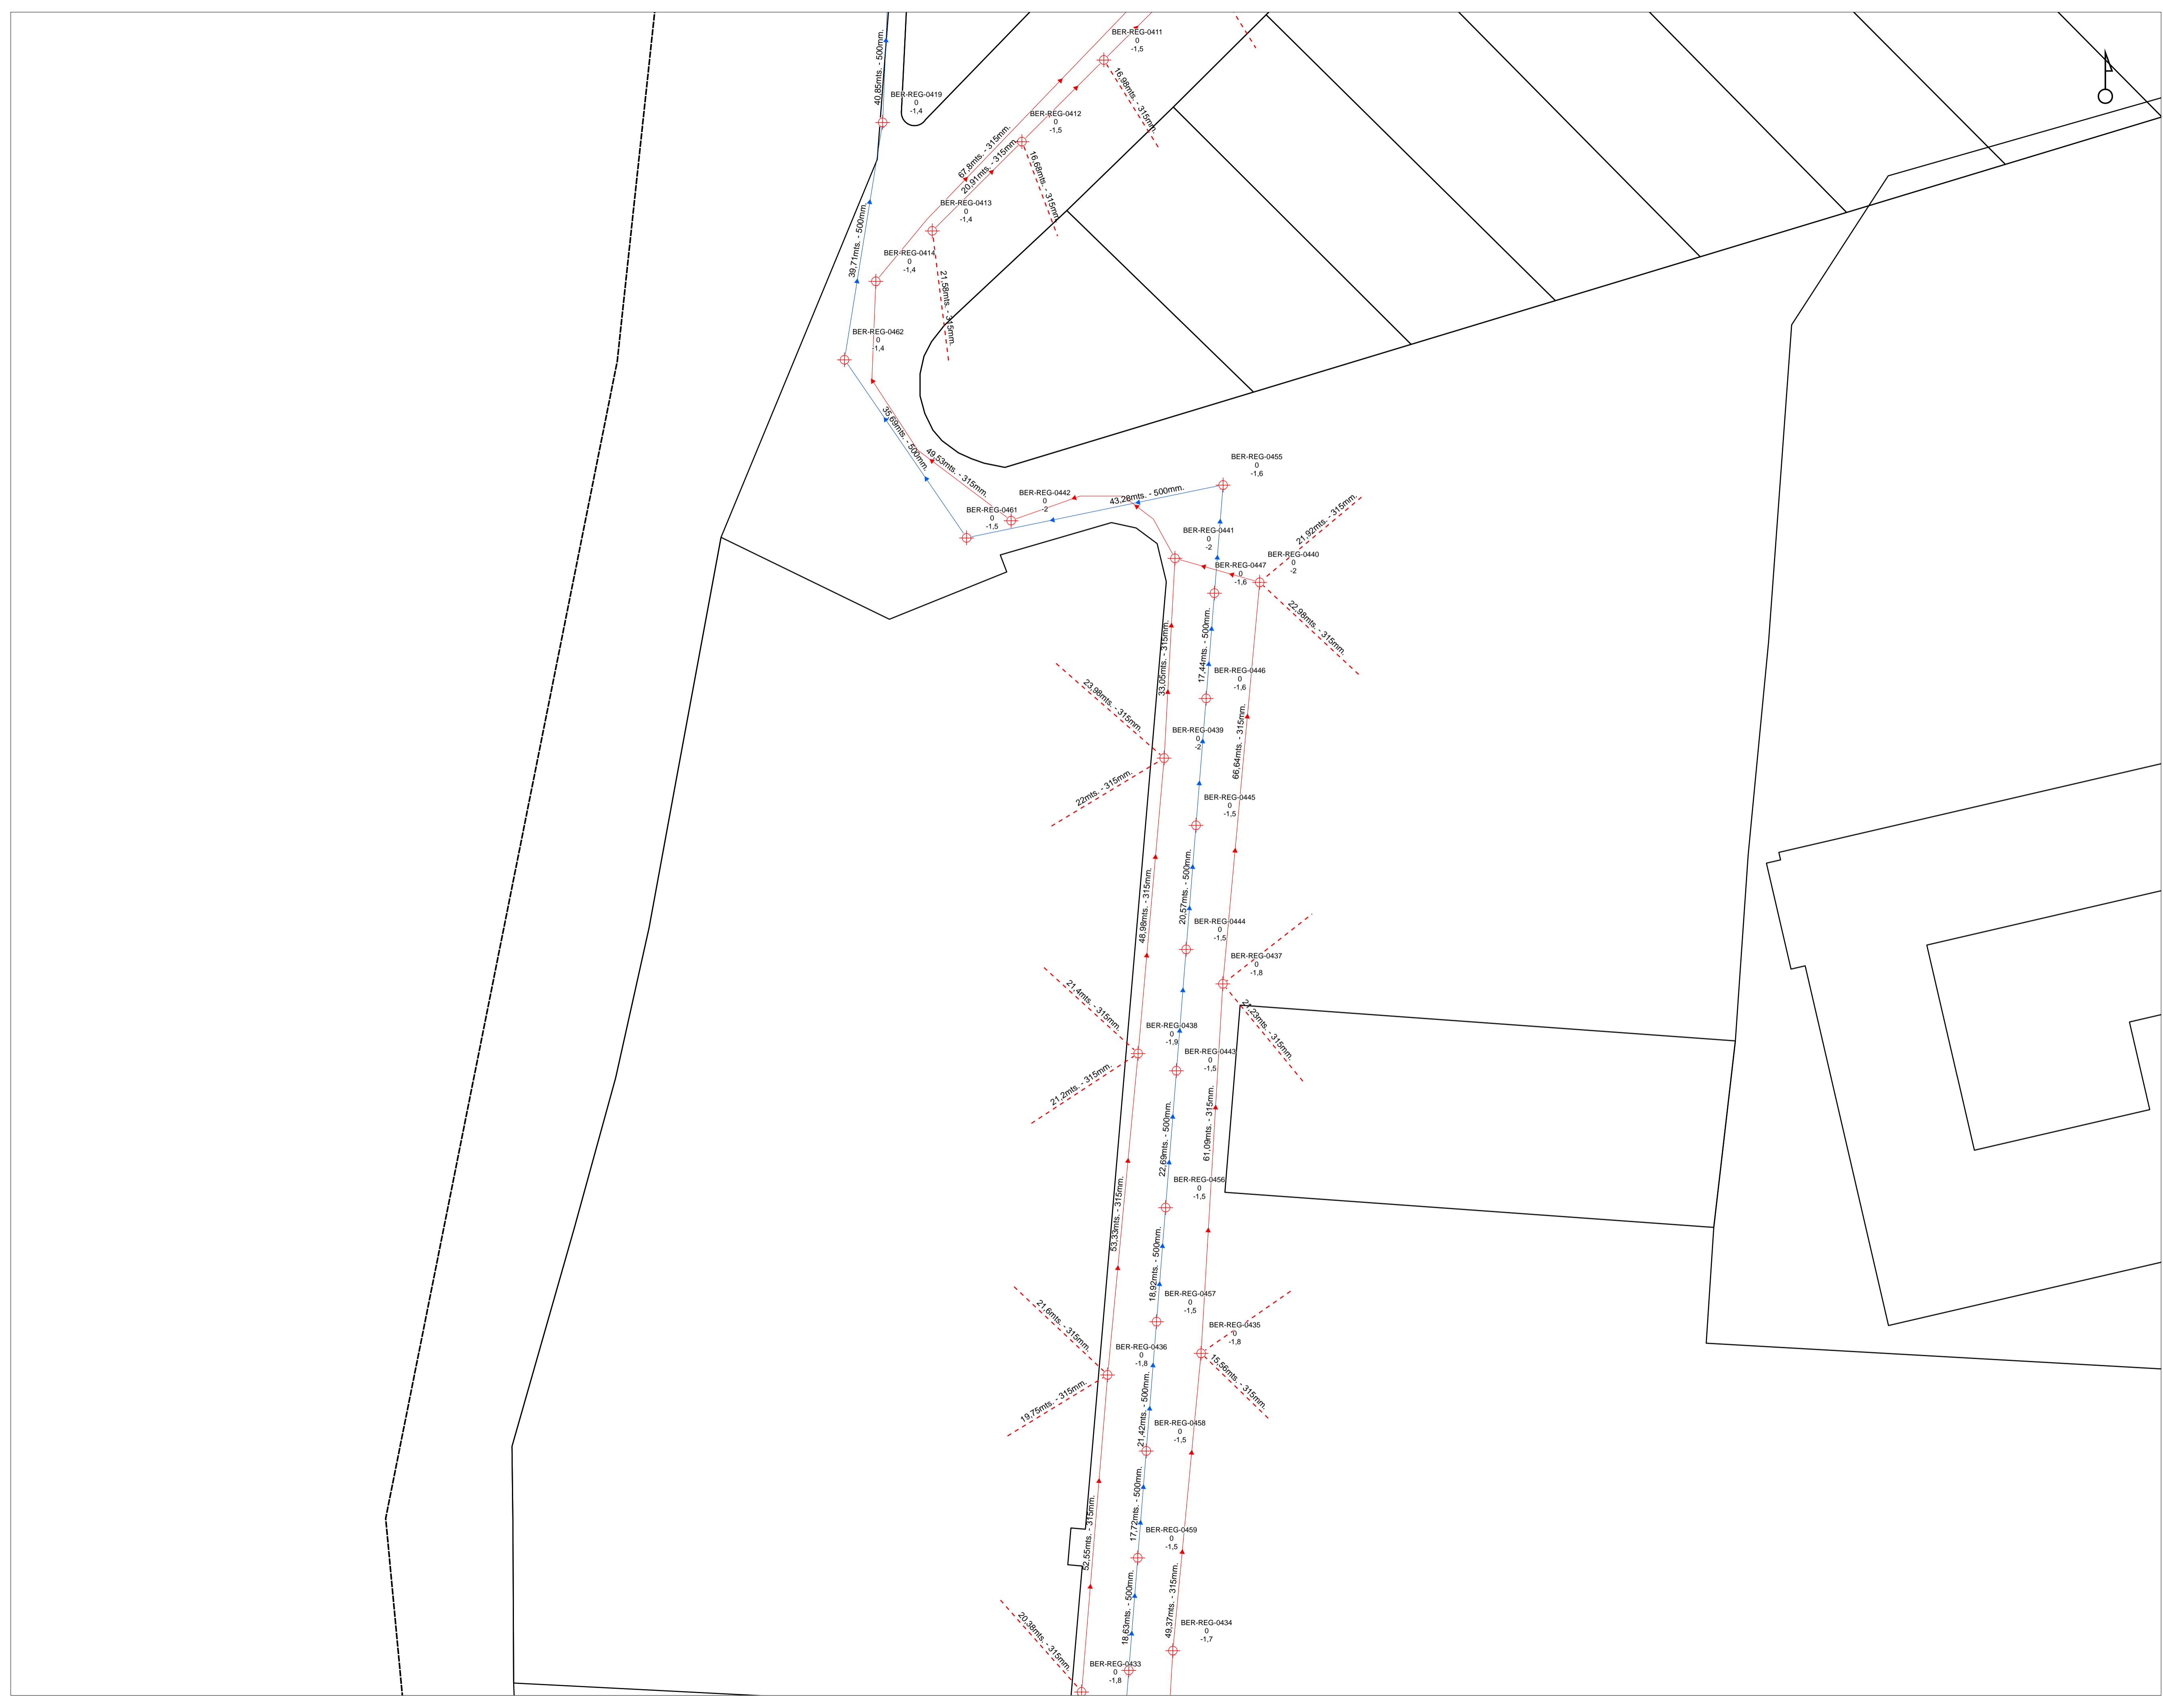 BER-REG-0411
0
-1,5
40,85mts. - 500mm.
BER-REG-0419
0
-1,4
16,98mts. - 315mm.
BER-REG-0412
0
-1,5
67,8mts. - 315mm.
20,91mts. - 315mm.
16,68mts. - 315mm.
BER-REG-0413
0
-1,4
39,71mts. - 500mm.
BER-REG-0414
0
-1,4
21,58mts. - 315mm.
BER-REG-0462
0
-1,4
35,69mts. - 500mm.
49,53mts. - 315mm.
BER-REG-0455
0
-1,6
BER-REG-0442
0
-2
43,28mts. - 500mm.
BER-REG-0461
0
-1,5
21,92mts. - 315mm.
BER-REG-0441
0
-2
BER-REG-0440
0
-2
BER-REG-0447
0
-1,6
22,98mts. - 315mm.
33,05mts. - 315mm.
17,44mts. - 500mm.
BER-REG-0446
0
-1,6
23,98mts. - 315mm.
66,64mts. - 315mm.
BER-REG-0439
0
-2
22mts. - 315mm.
BER-REG-0445
0
-1,5
48,98mts. - 315mm.
20,57mts. - 500mm.
BER-REG-0444
0
-1,5
BER-REG-0437
0
-1,8
21,4mts. - 315mm.
21,23mts. - 315mm.
BER-REG-0438
0
-1,9
BER-REG-0443
0
-1,5
21,2mts. - 315mm.
61,09mts. - 315mm.
22,69mts. - 500mm.
BER-REG-0456
0
-1,5
53,33mts. - 315mm.
18,92mts. - 500mm.
BER-REG-0457
0
-1,5
21,6mts. - 315mm.
BER-REG-0435
0
-1,8
BER-REG-0436
0
-1,8
15,56mts. - 315mm.
19,75mts. - 315mm.
21,42mts. - 500mm.
BER-REG-0458
0
-1,5
17,72mts. - 500mm.
52,55mts. - 315mm.
BER-REG-0459
0
-1,5
18,63mts. - 500mm.
49,37mts. - 315mm.
BER-REG-0434
0
-1,7
20,38mts. - 315mm.
BER-REG-0433
0
-1,8